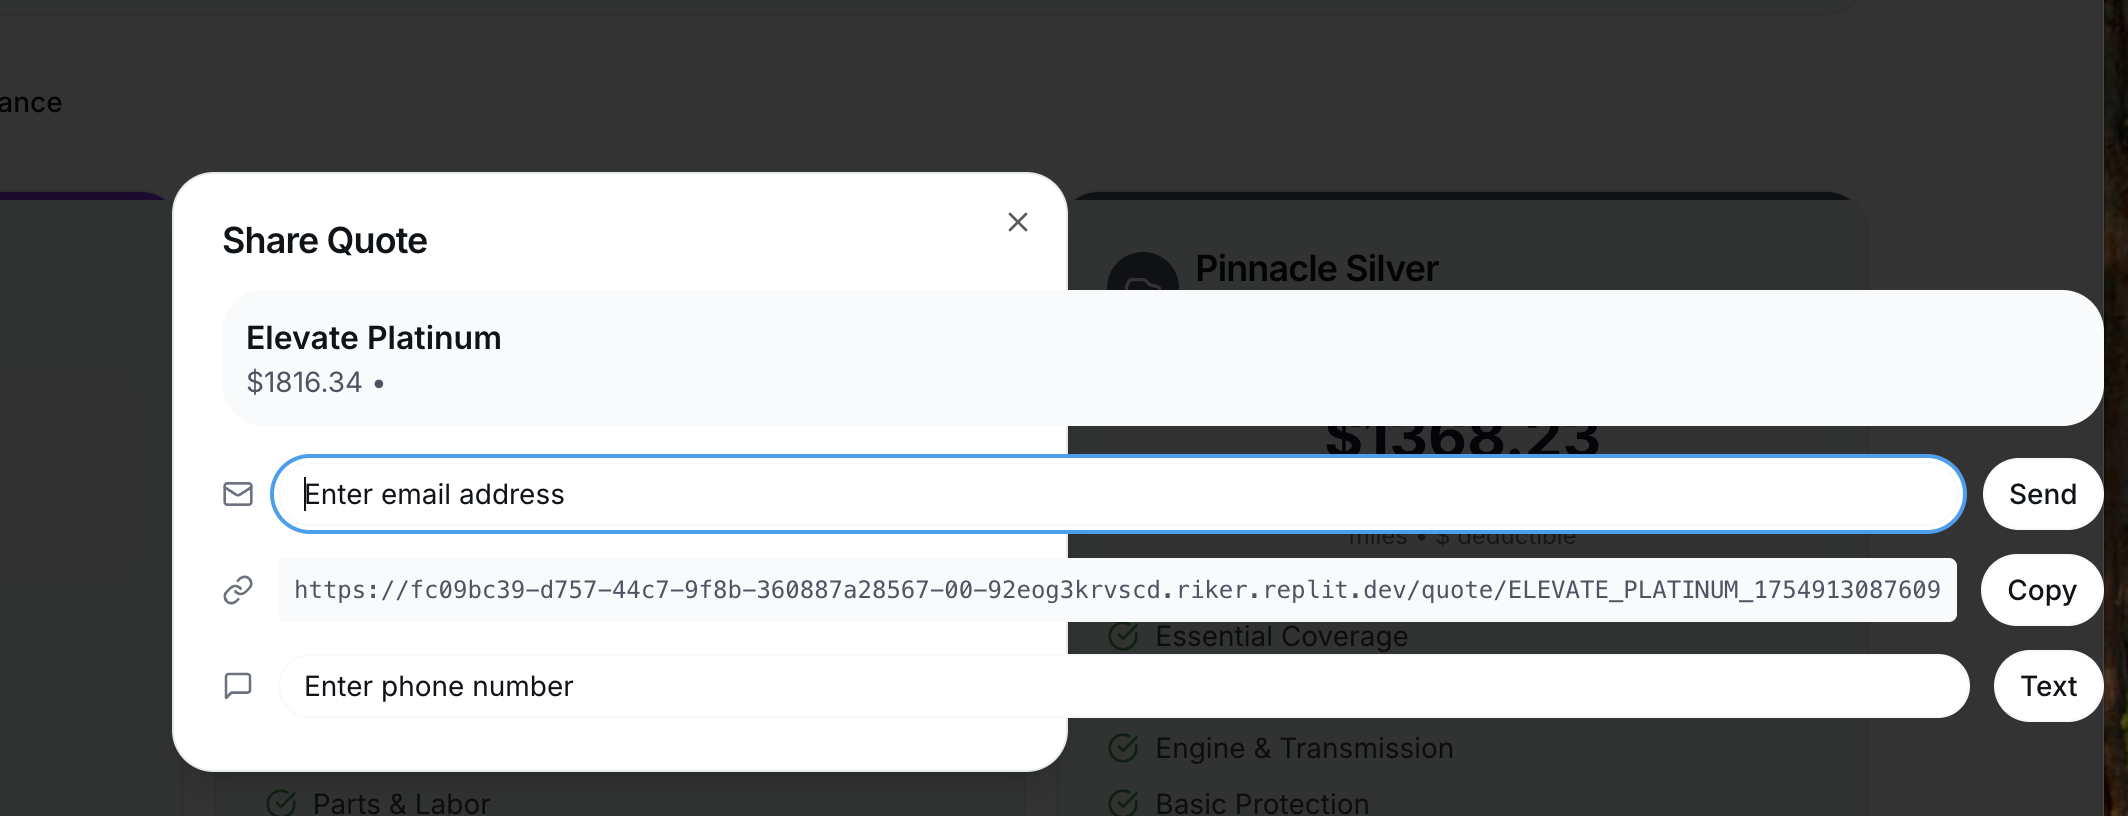 ance
Share Quote
Pinnacle Silver
Elevate Platinum
$1816.34 •
$1368.23
Enter email address
Send
miles • $ deductible
https://fc09bc39-d757-44c7-9f8b-360887a28567-00-92eog3krvscd.riker.replit.dev/quote/ELEVATE_PLATINUM_1754913087609
Copy
Essential Coverage
Enter phone number
Text
Engine & Transmission
Parts & Labor
Basic Protection